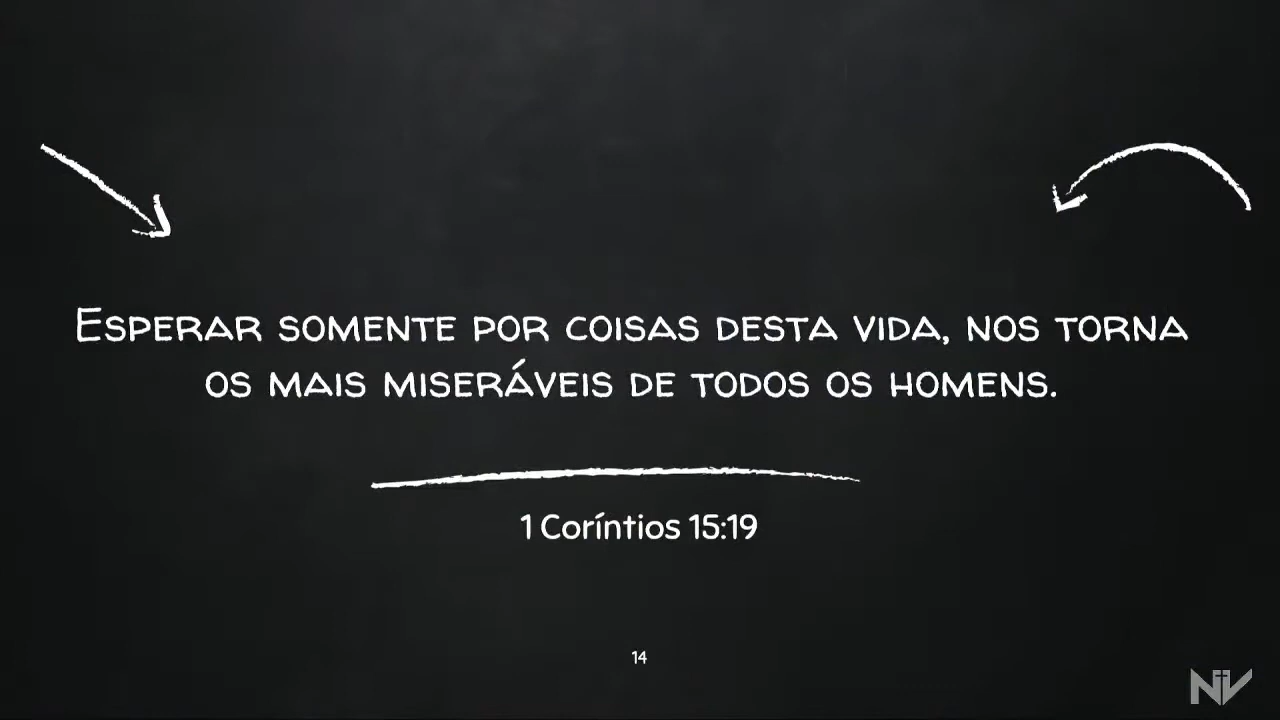 Esperar somente por coisas desta vida, nos torna
os mais miseráveis de todos os homens.
1 Coríntios 15:19
14
NV